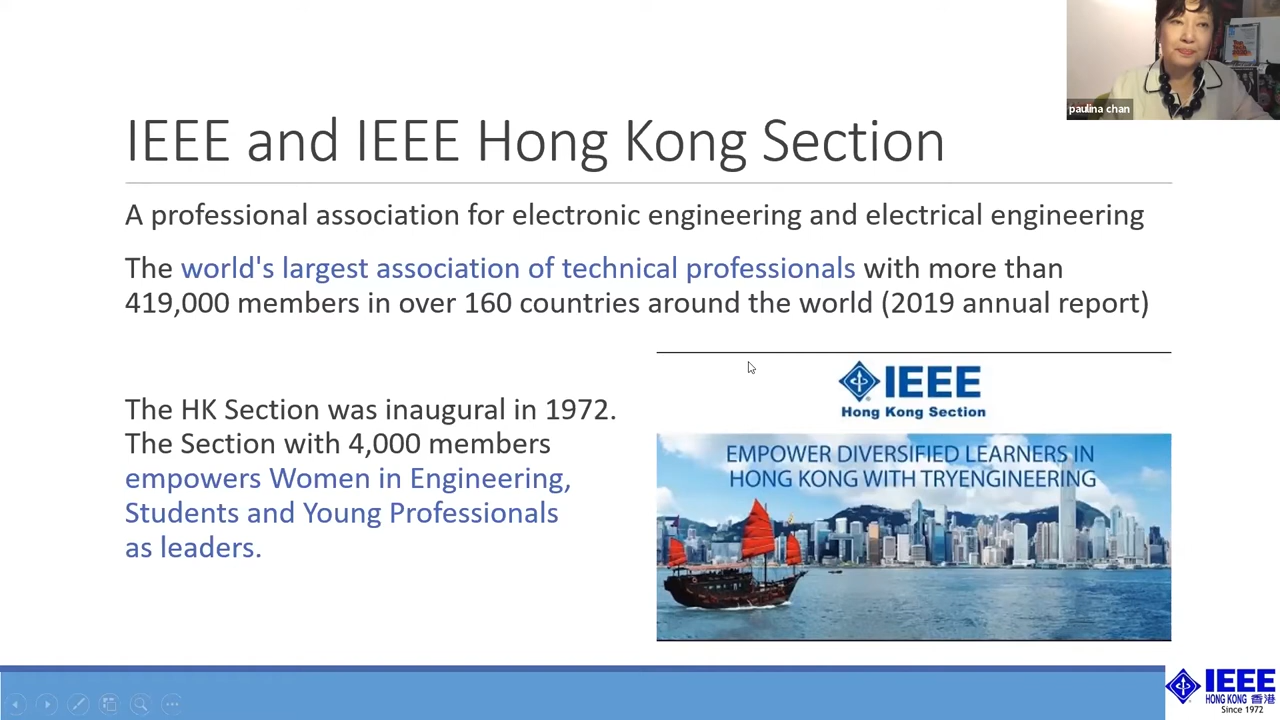 paulina chan
IEEE and IEEE Hong Kong Section
A professional association for electronic engineering and electrical engineering
The world's largest association of technical professionals with more than
419,000 members in over 160 countries around the world (2019 annual report)
The HK Section was inaugural in 1972.
The Section with 4,000 members
empowers Women in Engineering,
Students and Young Professionals
as leaders.
IEEE
Hong Kong Section
EMPOWER DIVERSIFIED LEARNERS IN
HONG KONG WITH TRYENGINEERING
IEEE
HONG KONG 香港
Since 1972